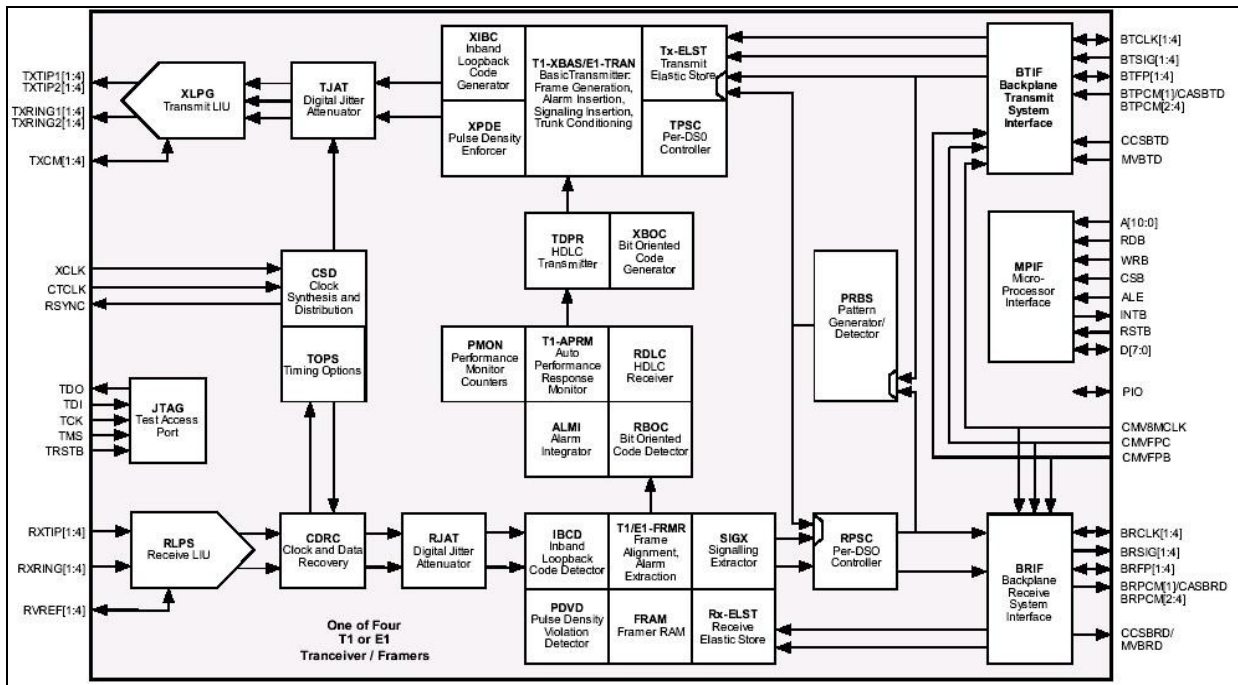 TXTIP1[1:4]
TXTIP2[1:4]
TXRING1[1:4]
TXRING2[1:4]
TXCM[1:4]
XLPG
Transmit LIU
TJAT
Digital Jitter
Attenuator
XIBC
Inband
Loopback
Code
Generator
XPDE
Pulse Density
Enforcer
T1-XBAS/E1-TRAN
BasicTransmitter:
Frame Generation,
Alarm Insertion,
Signaling Insertion,
Trunk Conditioning
Tx-ELST
Transmit
Elastic Store
TPSC
Per-DS0
Controller
BTIF
Backplane
Transmit
System
Interface
BTCLK[1:4]
BTSIG[1:4]
BTFP[1:4]
BTPCM[1]/CASBTD
BTPCM[2:4]
CCSBTD
MVBTD
XCLK
CTCLK
RSYNC
CSD
Clock
Synthesis and
Distribution
TOPS
Timing Options
TDPR
HDLC
Transmitter
XBOC
Bit Oriented
Code
Generator
PMON
Performance
Monitor
Counters
T1-APRM
Auto
Performance
Response
Monitor
RDLC
HDLC
Receiver
ALMI
Alarm
Integrator
RBOC
Bit Oriented
Code Detector
PRBS
Pattern
Generator/
Detector
MPIF
Micro-
Processor
Interface
A[10:0]
RDB
WRB
CSB
ALE
INTB
RSTB
D[7:0]
PIO
CMV8MCLK
CMVFPC
CMVFPB
TDO
TDI
TCK
TMS
TRSTB
JTAG
Test Access
Port
RXTIP[1:4]
RXRING[1:4]
RVREF[1:4]
RLPS
Receive LIU
CDRC
Clock and Data
Recovery
RJAT
Digital Jitter
Attenuator
IBCD
Inband
Loopback
Code Detector
T1/E1-FRMR
Frame
Alignment,
Alarm
Extraction
SIGX
Signalling
Extractor
PDVD
Pulse Density
Violation
Detector
FRAM
Framer RAM
Rx-ELST
Receive
Elastic Store
RPSC
Per-DSO
Controller
BRIF
Backplane
Receive
System
Interface
BRCLK[1:4]
BRSIG[1:4]
BRFP[1:4]
BRPCM[1]/CASBRD
BRPCM[2:4]
CCSBRD/
MVBRD
One of Four
T1 or E1
Tranceiver / Framers